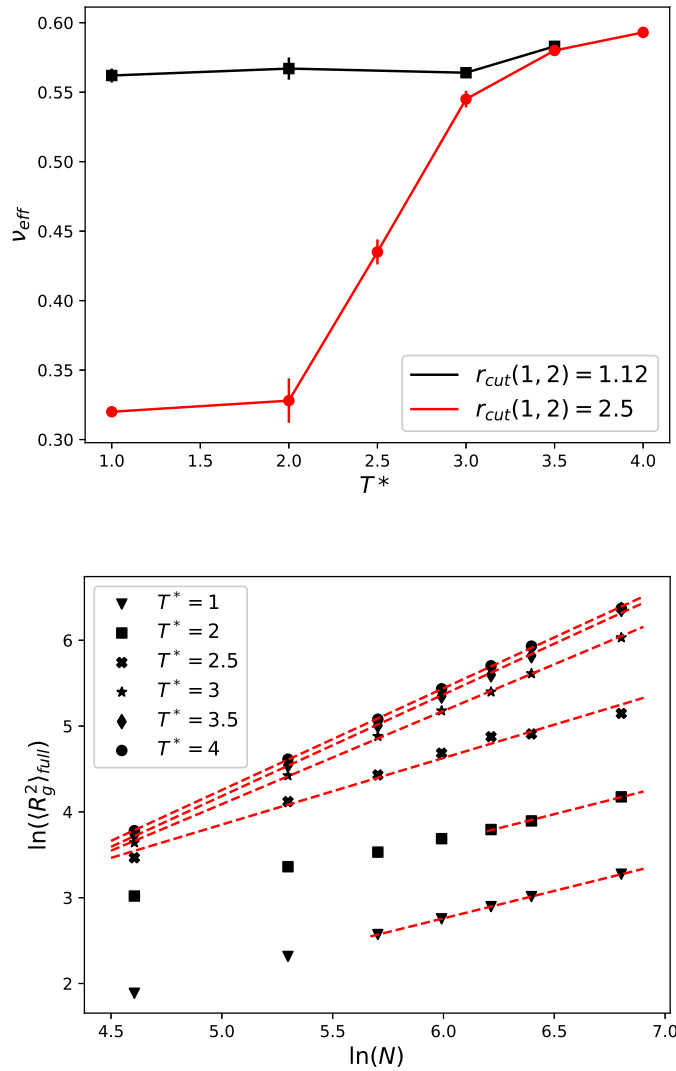 0.60
0.55
0.50
0.45
0.40
0.35
0.30
ν_eff
1.0 1.5 2.0 2.5 3.0 3.5 4.0
T*
r_cut(1, 2) = 1.12
r_cut(1, 2) = 2.5
6
5
4
3
2
ln(⟨R_g^2⟩_full)
T* = 1
T* = 2
T* = 2.5
T* = 3
T* = 3.5
T* = 4
4.5 5.0 5.5 6.0 6.5 7.0
ln(N)